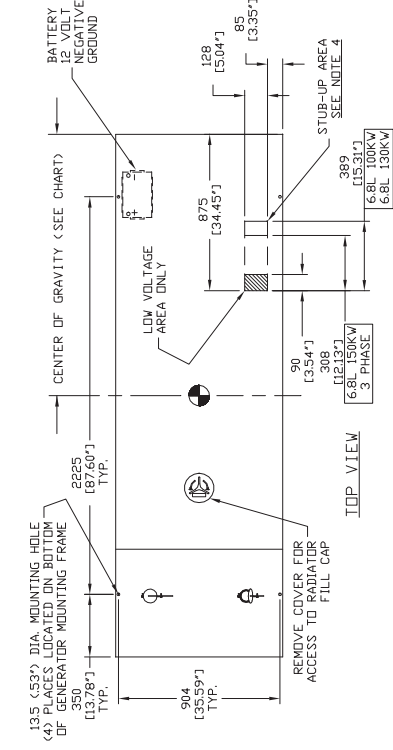 13.5 (.53") DIA. MOUNTING HOLE
(4) PLACES LOCATED ON BOTTOM
OF GENERATOR MOUNTING FRAME
350
[13.78"]
TYP.
2225
[87.60"]
TYP.
CENTER OF GRAVITY (SEE CHART)
BATTERY
12 VOLT
NEGATIVE
GROUND
+
-
904
[35.59"]
TYP.
LOW VOLTAGE
AREA ONLY
875
[34.45"]
128
[5.04"]
85
[3.35"]
STUB-UP AREA
SEE NOTE 4
REMOVE COVER FOR
ACCESS TO RADIATOR
FILL CAP
90
[3.54"]
308
[12.13"]
6.8L 150KW
3 PHASE
389
[15.31"]
6.8L 100KW
6.8L 130KW
TOP VIEW